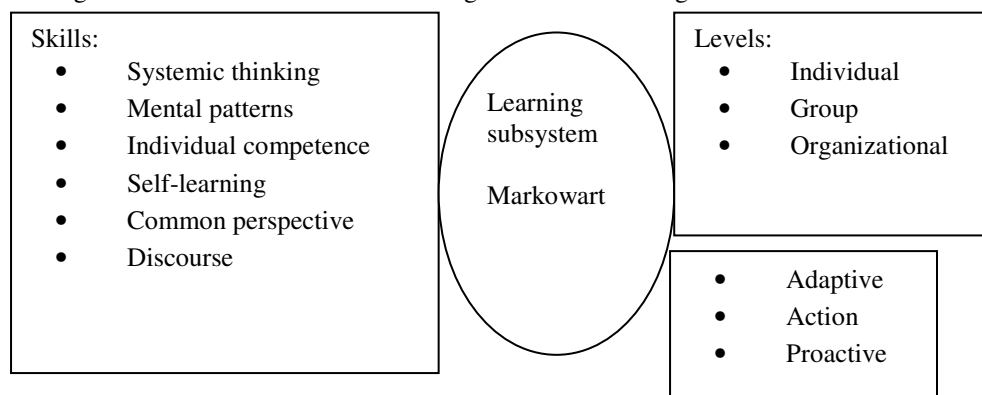 Skills:
• Systemic thinking
• Mental patterns
• Individual competence
• Self-learning
• Common perspective
• Discourse
Learning
subsystem
Markowart
Levels:
• Individual
• Group
• Organizational
• Adaptive
• Action
• Proactive